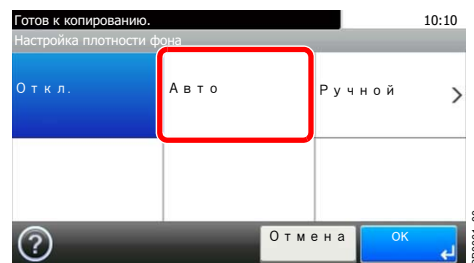 Готов к копированию. 10:10
Настройка плотности фона
Откл. Авто Ручной >
? Отмена OK